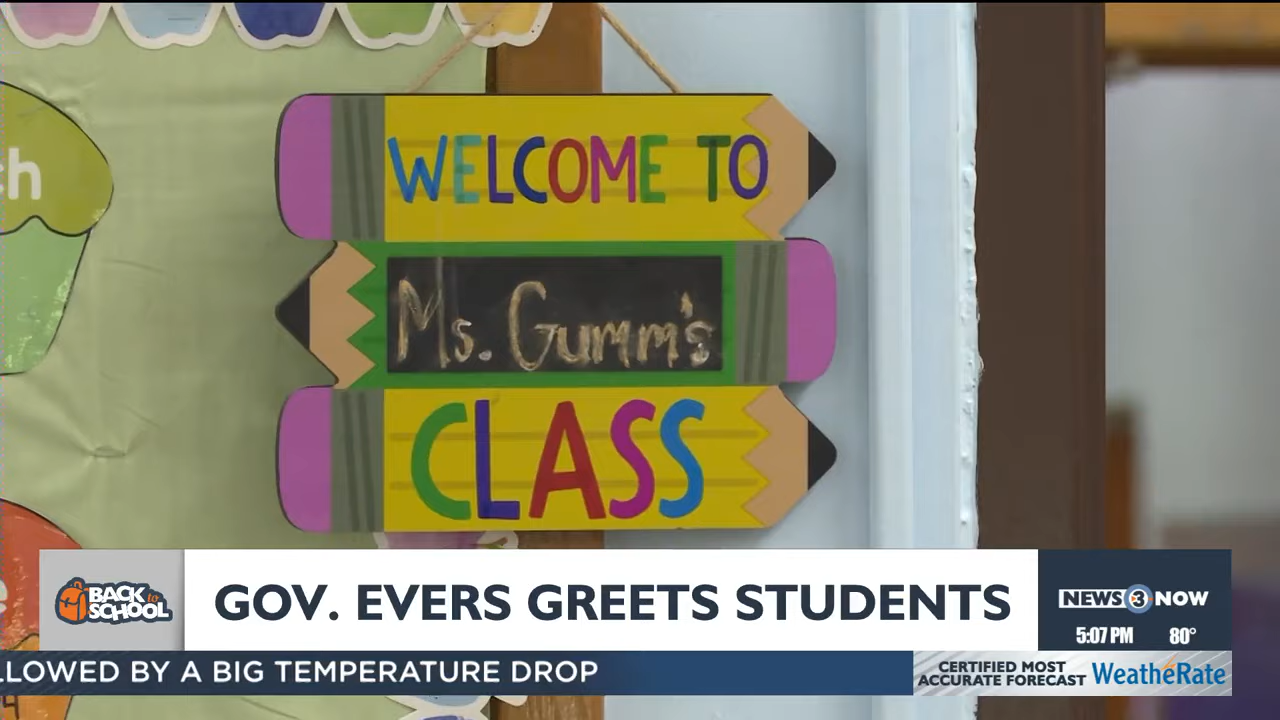 WELCOME TO
Ms. Gumm's
CLASS
BACK to SCHOOL
GOV. EVERS GREETS STUDENTS
NEWS 3 NOW
5:07 PM 80°
BY A BIG TEMPERATURE DROP
CERTIFIED MOST
ACCURATE FORECAST
WeatheRate